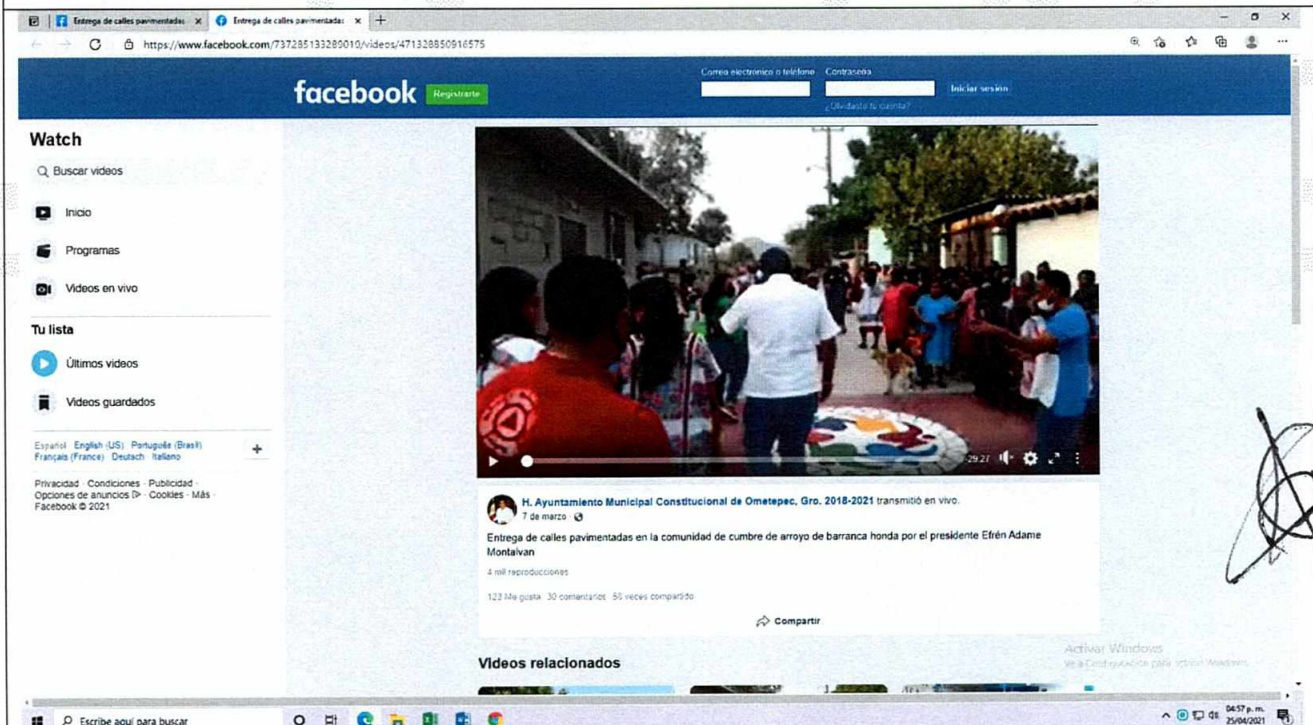 Entrega de calles pavimentadas
Entrega de calles pavimentadas
https://www.facebook.com/737285133289010/videos/471328850916575
facebook
Registrarte
Correo electrónico o teléfono
Contraseña
Iniciar sesión
¿Olvidaste tu cuenta?
Watch
Buscar videos
Inicio
Programas
Videos en vivo
Tu lista
Últimos videos
Videos guardados
Español English (US) Português (Brasil)
Français (France) Deutsch Italiano
Privacidad · Condiciones · Publicidad ·
Opciones de anuncios · Cookies · Más ·
Facebook © 2021
-29:27
H. Ayuntamiento Municipal Constitucional de Ometepec, Gro. 2018-2021 transmitió en vivo.
7 de marzo ·
Entrega de calles pavimentadas en la comunidad de cumbre de arroyo de barranca honda por el presidente Efrén Adame
Montalvan
4 mil reproducciones
123 Me gusta 30 comentarios 58 veces compartido
Compartir
Videos relacionados
Activar Windows
Ve a Configuración para activar Windows.
Escribe aquí para buscar
04:57 p. m.
25/04/2021